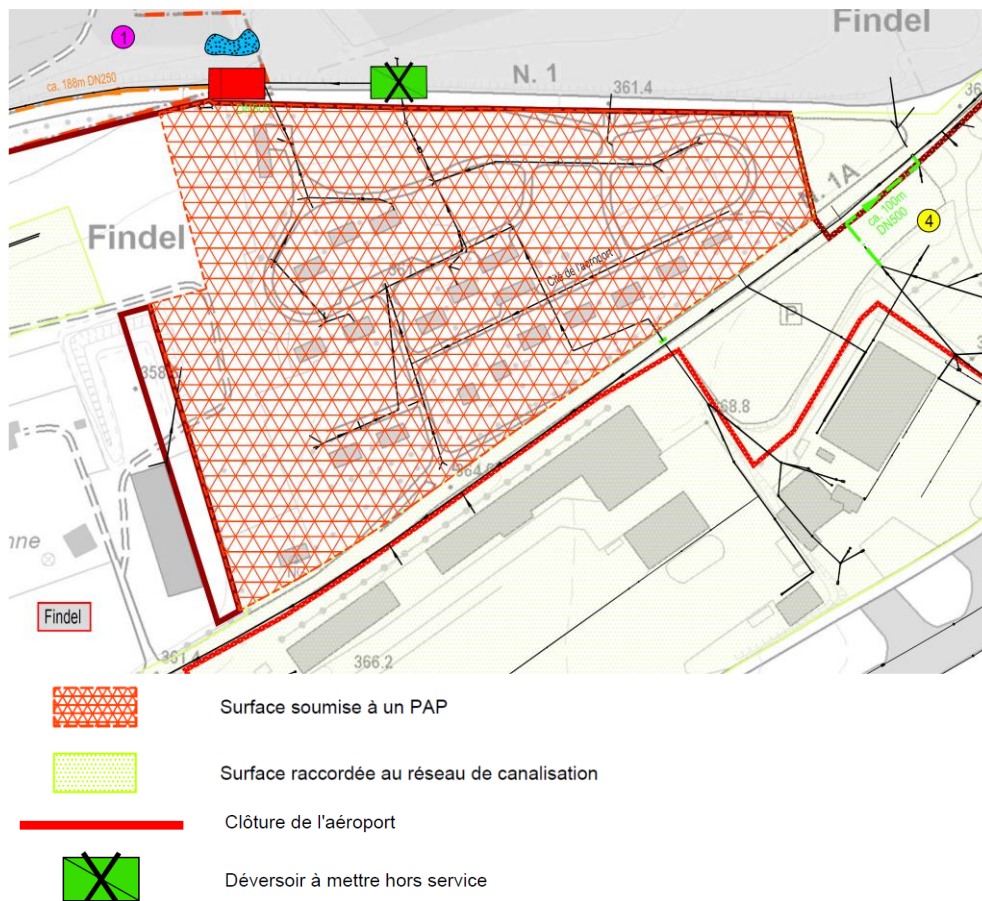 Findel
1
ca. 188m DN250
N. 1
361.4
N. 1A
ca. 100m
DN500
4
Findel
Cité de l'aéroport
P
358
368.8
364.
nne
Findel
361.4
366.2
Surface soumise à un PAP
Surface raccordée au réseau de canalisation
Clôture de l'aéroport
Déversoir à mettre hors service